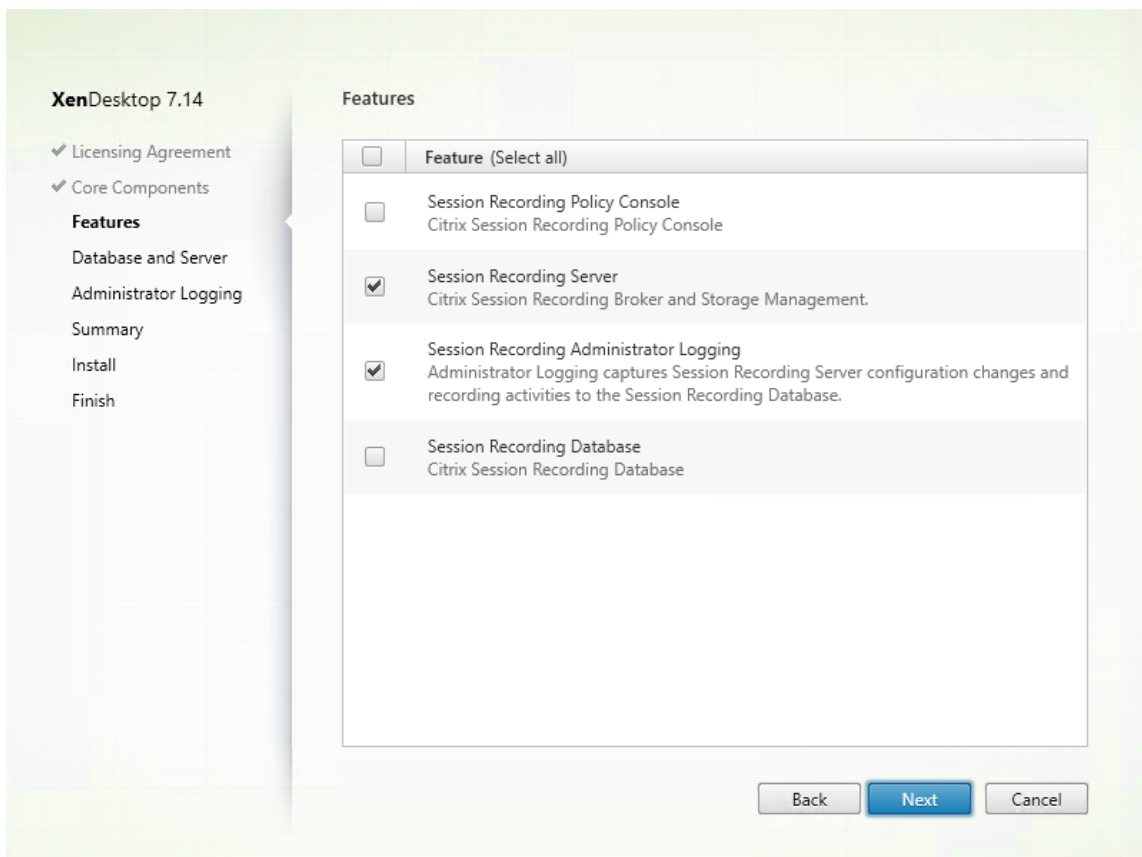 XenDesktop 7.14
Licensing Agreement
Core Components
Features
Database and Server
Administrator Logging
Summary
Install
Finish
Features
Feature (Select all)
Session Recording Policy Console
Citrix Session Recording Policy Console
Session Recording Server
Citrix Session Recording Broker and Storage Management.
Session Recording Administrator Logging
Administrator Logging captures Session Recording Server configuration changes and
recording activities to the Session Recording Database.
Session Recording Database
Citrix Session Recording Database
Back
Next
Cancel